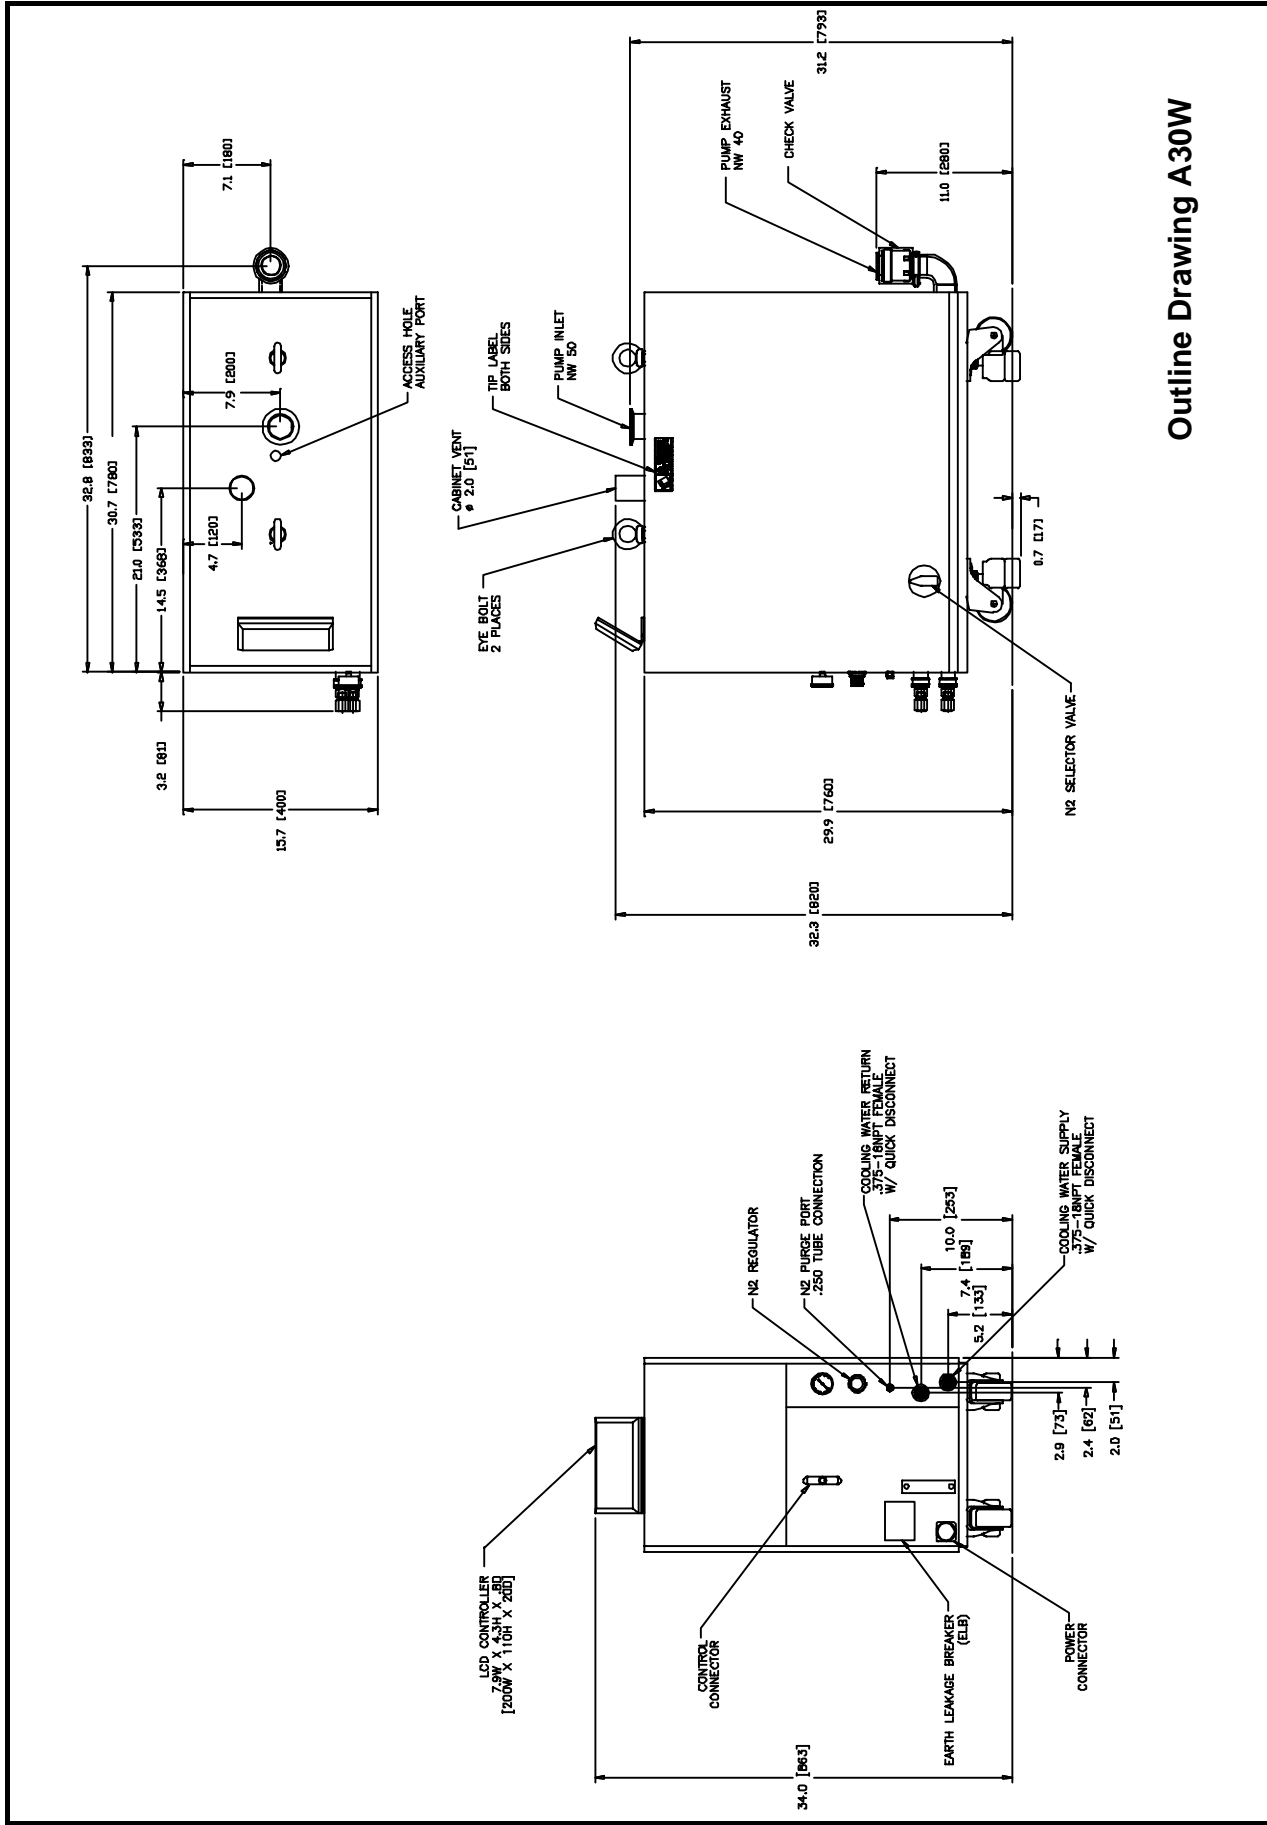 Outline Drawing A30W
32.8 [833]
30.7 [780]
21.0 [533]
14.5 [368]
3.2 [81]
7.9 [200]
4.7 [120]
7.1 [180]
15.7 [400]
ACCESS HOLE
AUXILIARY PORT
EYE BOLT
2 PLACES
CABINET VENT
ø 2.0 [51]
TIP LABEL
BOTH SIDES
PUMP INLET
NW 50
PUMP EXHAUST
NW 40
CHECK VALVE
31.2 [793]
11.0 [280]
0.7 [17]
29.9 [760]
32.3 [820]
N2 SELECTOR VALVE
LCD CONTROLLER
7.9W X 4.3H X .8D
[200W X 110H X 20D]
CONTROL
CONNECTOR
EARTH LEAKAGE BREAKER
(ELB)
POWER
CONNECTOR
34.0 [863]
N2 REGULATOR
N2 PURGE PORT
.250 TUBE CONNECTION
COOLING WATER RETURN
.375-18NPT FEMALE
W/ QUICK DISCONNECT
COOLING WATER SUPPLY
.375-18NPT FEMALE
W/ QUICK DISCONNECT
10.0 [253]
7.4 [189]
5.2 [133]
2.9 [73]
2.4 [62]
2.0 [51]